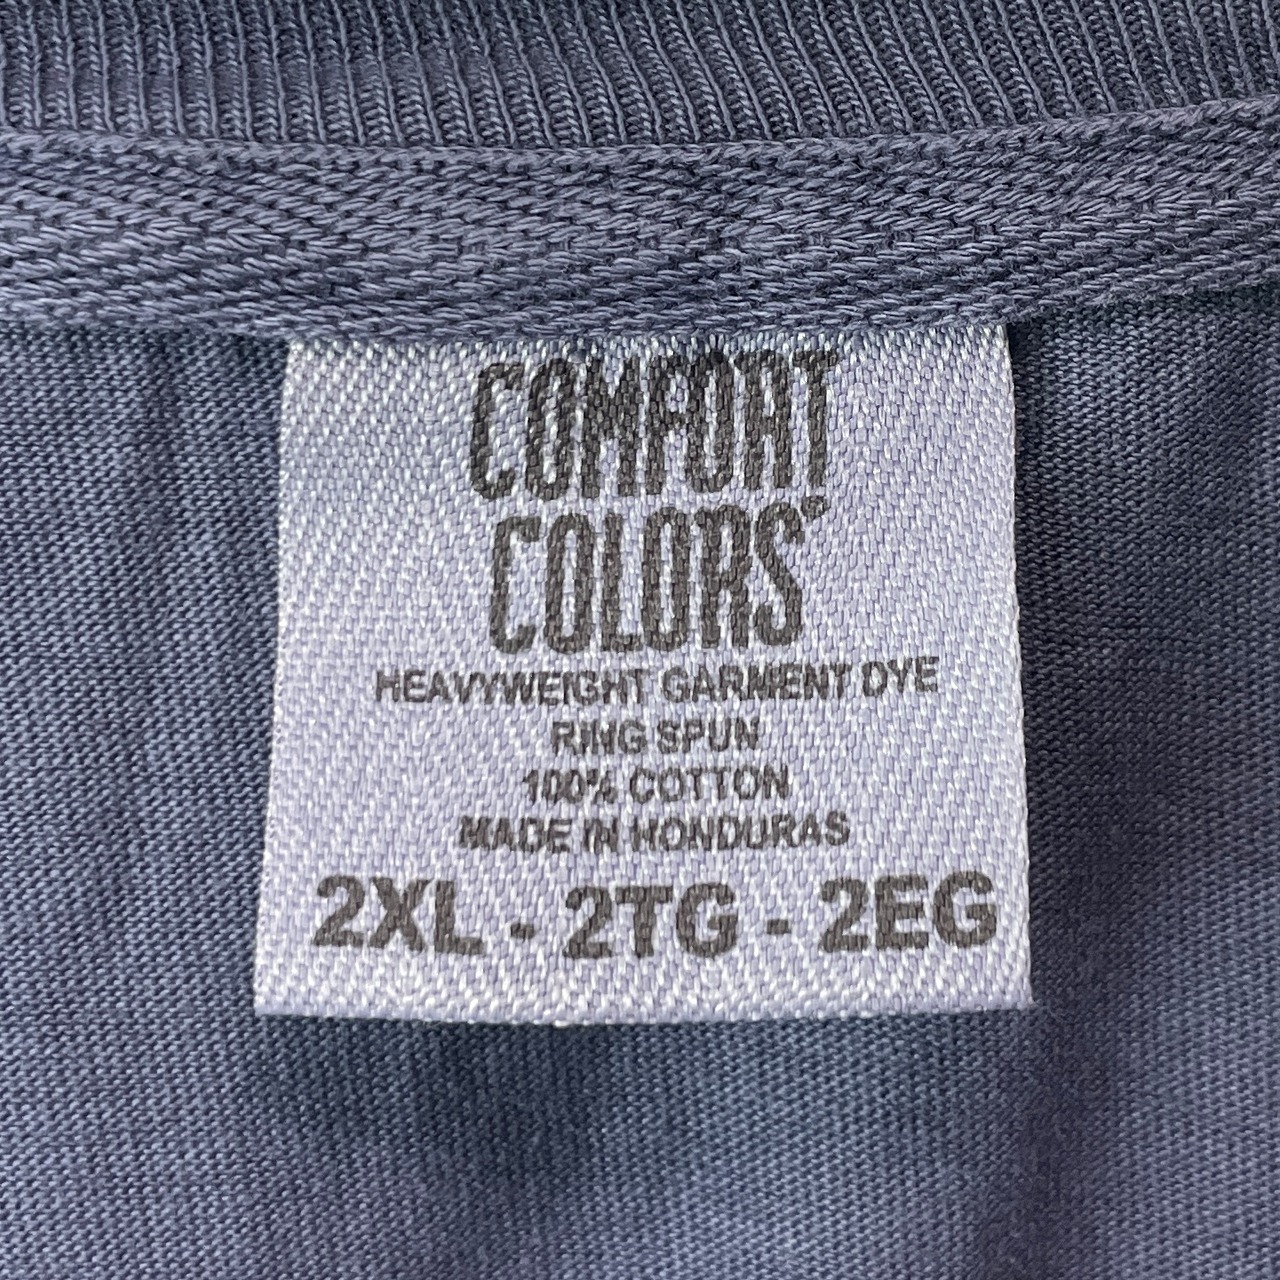 COMFORT
COLORS®
HEAVYWEIGHT GARMENT DYE
RING SPUN
100% COTTON
MADE IN HONDURAS
2XL - 2TG - 2EG